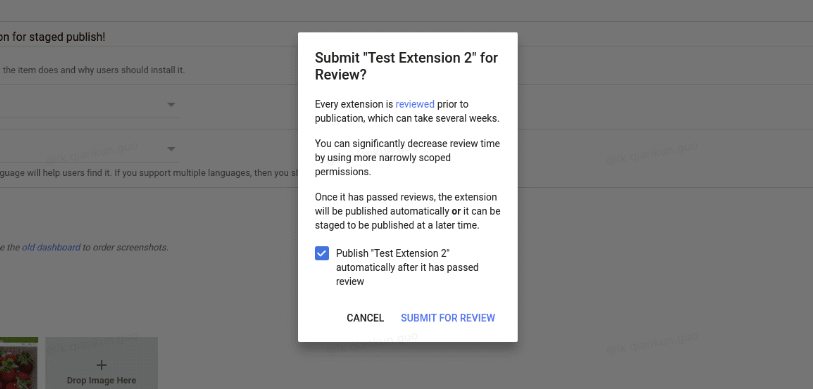 on for staged publish!
the item does and why users should install it.
guage will help users find it. If you support multiple languages, then you s
e the old dashboard to order screenshots.
Drop Image Here
Submit "Test Extension 2" for
Review?
Every extension is reviewed prior to
publication, which can take several weeks.
You can significantly decrease review time
by using more narrowly scoped
permissions.
Once it has passed reviews, the extension
will be published automatically or it can be
staged to be published at a later time.
Publish "Test Extension 2"
automatically after it has passed
review
CANCEL SUBMIT FOR REVIEW